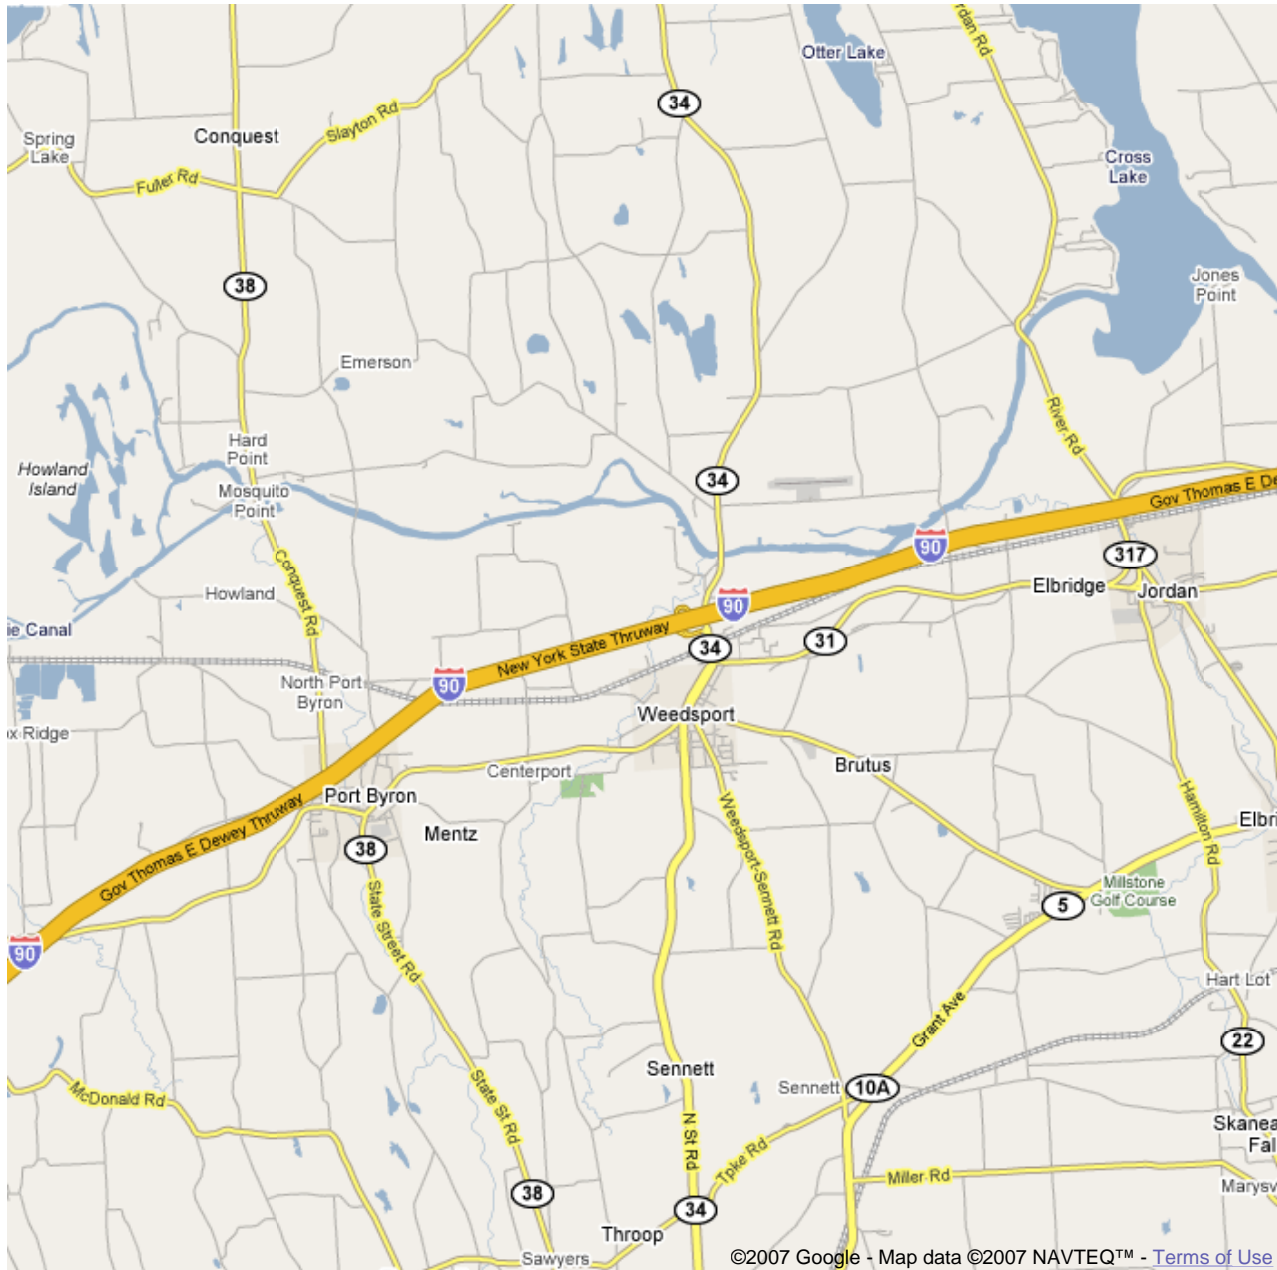 rdan Rd
Otter Lake
34
Slayton Rd
Conquest
Spring
Lake
Cross
Lake
Fuller Rd
38
Jones
Point
Emerson
River Rd
Hard
Point
Howland
Island
34
Mosquito
Point
Gov Thomas E De
90
317
Conquest Rd
Elbridge
Jordan
Howland
90
ie Canal
New York State Thruway
34
31
North Port
Byron
90
Weedsport
x Ridge
Centerport
Brutus
Port Byron
Gov Thomas E Dewey Thruway
Mentz
Weedsport-Sennett Rd
Hamilton Rd
Elbri
38
Millstone
Golf Course
5
State Street Rd
90
Hart Lot
Grant Ave
22
Sennett
Sennett
10A
McDonald Rd
State St Rd
N St Rd
Skanea
Fal
Tpke Rd
Miller Rd
Marysv
38
34
Throop
Sawyers
©2007 Google - Map data ©2007 NAVTEQ™ - Terms of Use